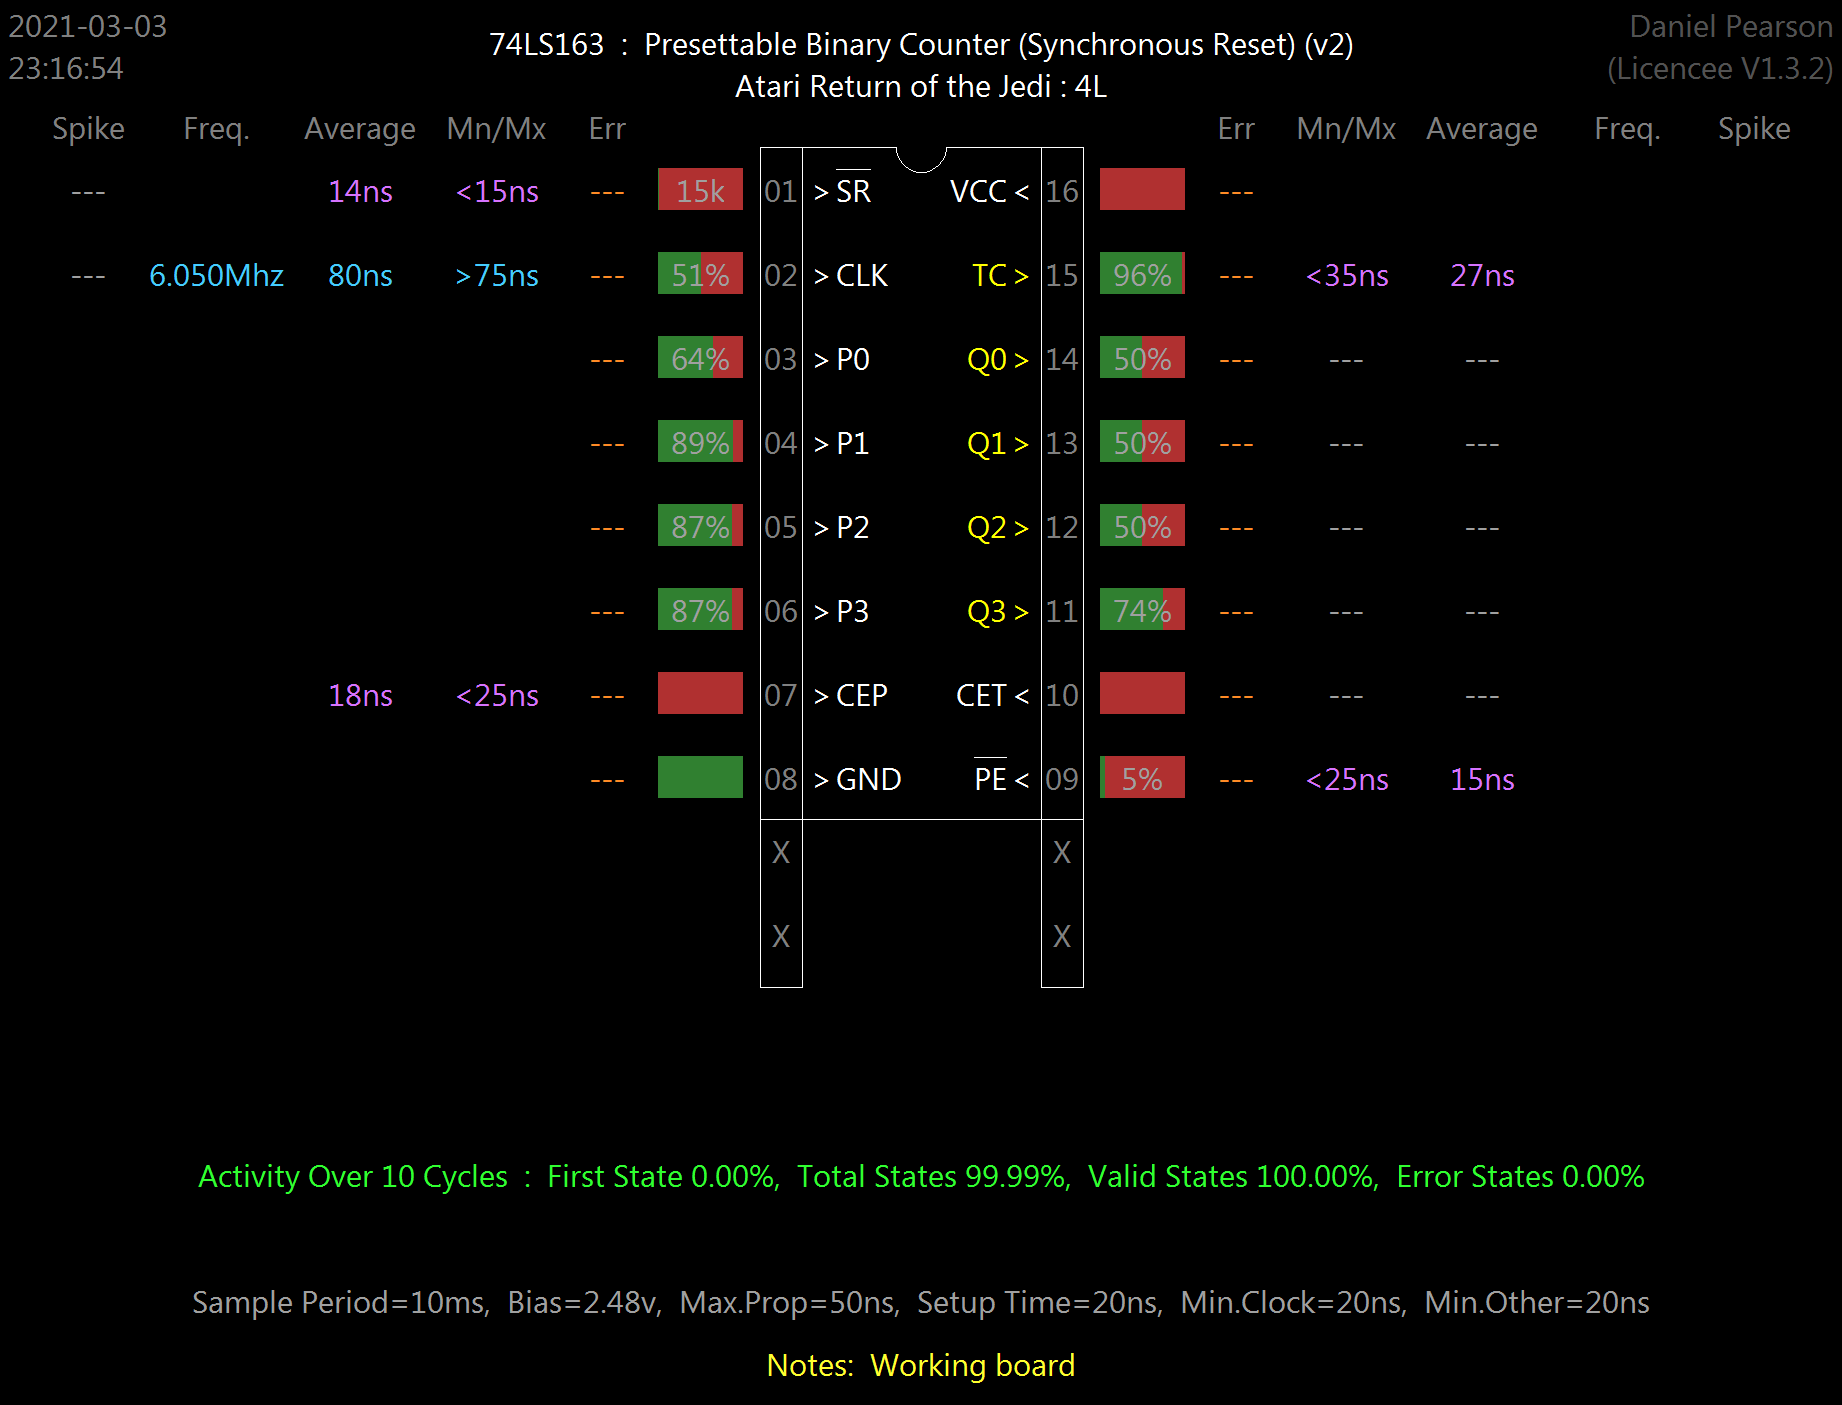 2021-03-03
23:16:54
74LS163 : Presettable Binary Counter (Synchronous Reset) (v2)
Atari Return of the Jedi : 4L
Daniel Pearson
(Licencee V1.3.2)
Spike Freq. Average Mn/Mx Err Err Mn/Mx Average Freq. Spike
--- 14ns <15ns --- 15k 01 >SR VCC< 16 ---
--- 6.050Mhz 80ns >75ns --- 51% 02 >CLK TC> 15 96% --- <35ns 27ns
--- 64% 03 >P0 Q0> 14 50% --- --- ---
--- 89% 04 >P1 Q1> 13 50% --- --- ---
--- 87% 05 >P2 Q2> 12 50% --- --- ---
--- 87% 06 >P3 Q3> 11 74% --- --- ---
18ns <25ns --- 07 >CEP CET< 10 --- --- ---
--- 08 >GND PE< 09 5% --- <25ns 15ns
X X
X X
Activity Over 10 Cycles : First State 0.00%, Total States 99.99%, Valid States 100.00%, Error States 0.00%
Sample Period=10ms, Bias=2.48v, Max.Prop=50ns, Setup Time=20ns, Min.Clock=20ns, Min.Other=20ns
Notes: Working board